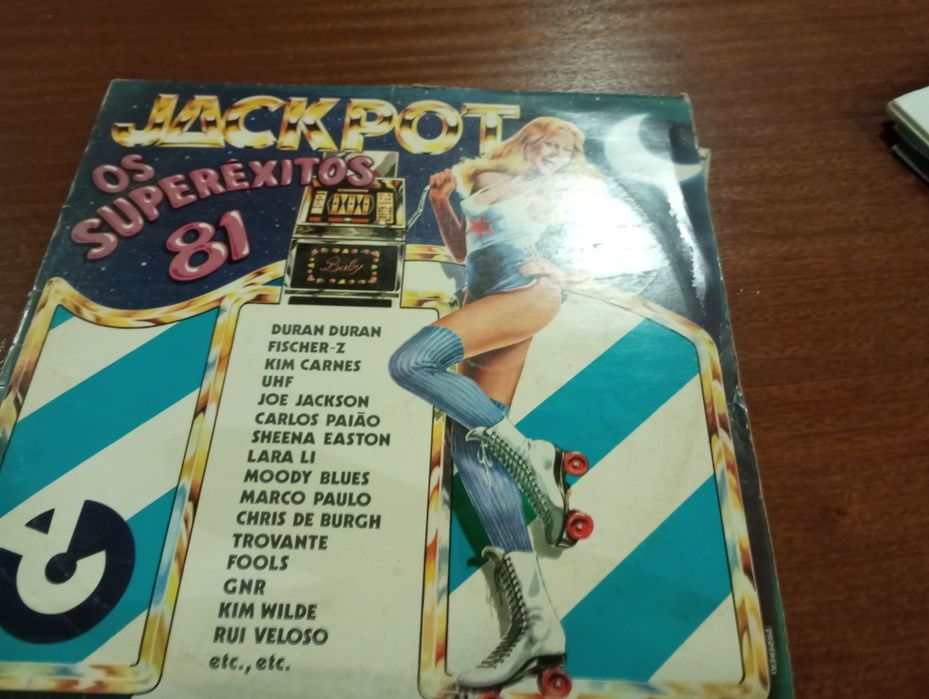 JACKPOT
OS
SUPERÊXITOS
81
Bally
DURAN DURAN
FISCHER-Z
KIM CARNES
UHF
JOE JACKSON
CARLOS PAIÃO
SHEENA EASTON
LARA LI
MOODY BLUES
MARCO PAULO
CHRIS DE BURGH
TROVANTE
FOOLS
GNR
KIM WILDE
RUI VELOSO
etc., etc.